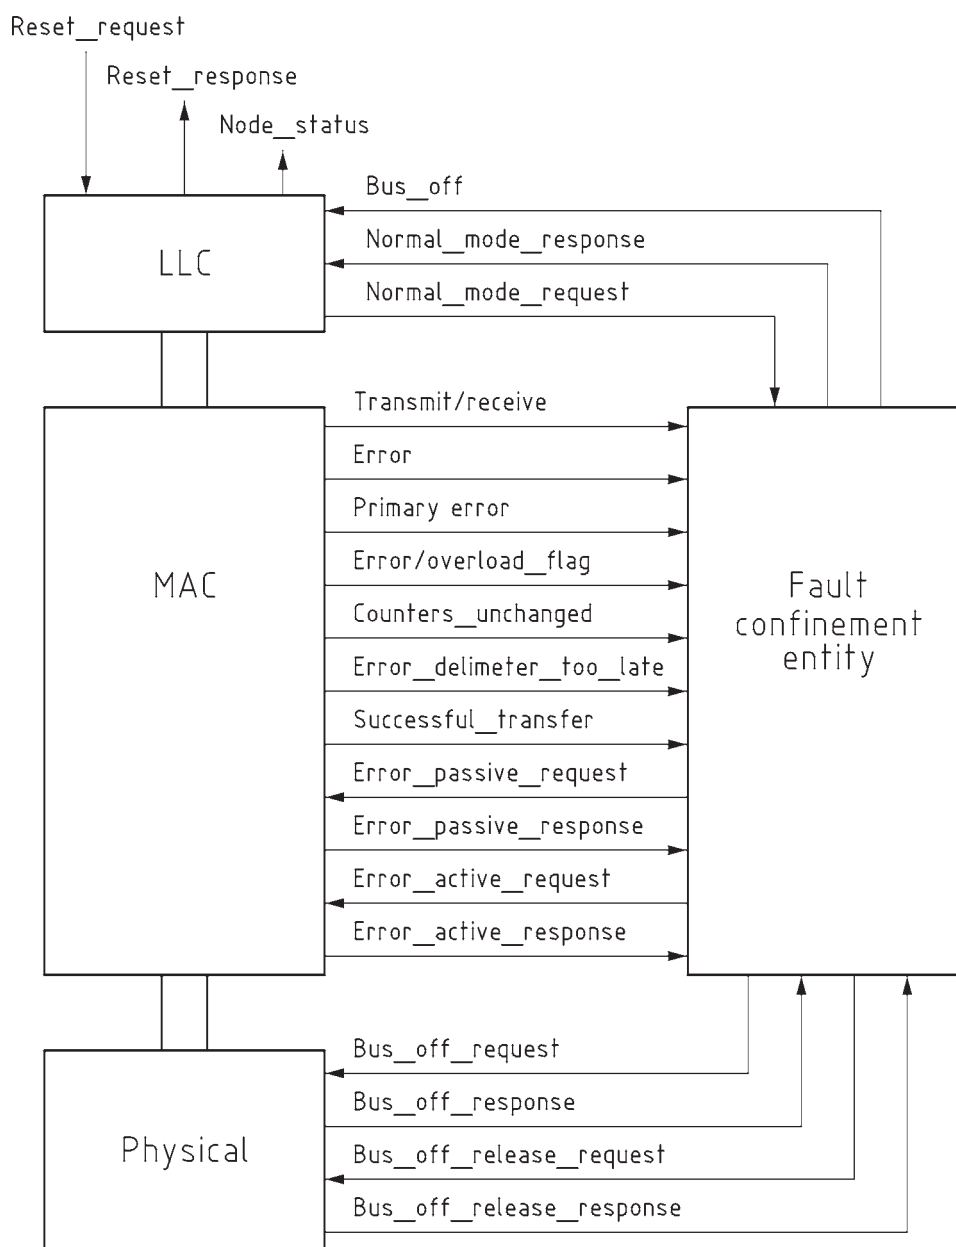 Reset_request
Reset_response
Node_status
Bus_off
Normal_mode_response
LLC
Normal_mode_request
Transmit/receive
Error
Primary error
Error/overload_flag
MAC
Fault
confinement
entity
Counters_unchanged
Error_delimeter_too_late
Successful_transfer
Error_passive_request
Error_passive_response
Error_active_request
Error_active_response
Bus_off_request
Bus_off_response
Physical
Bus_off_release_request
Bus_off_release_response